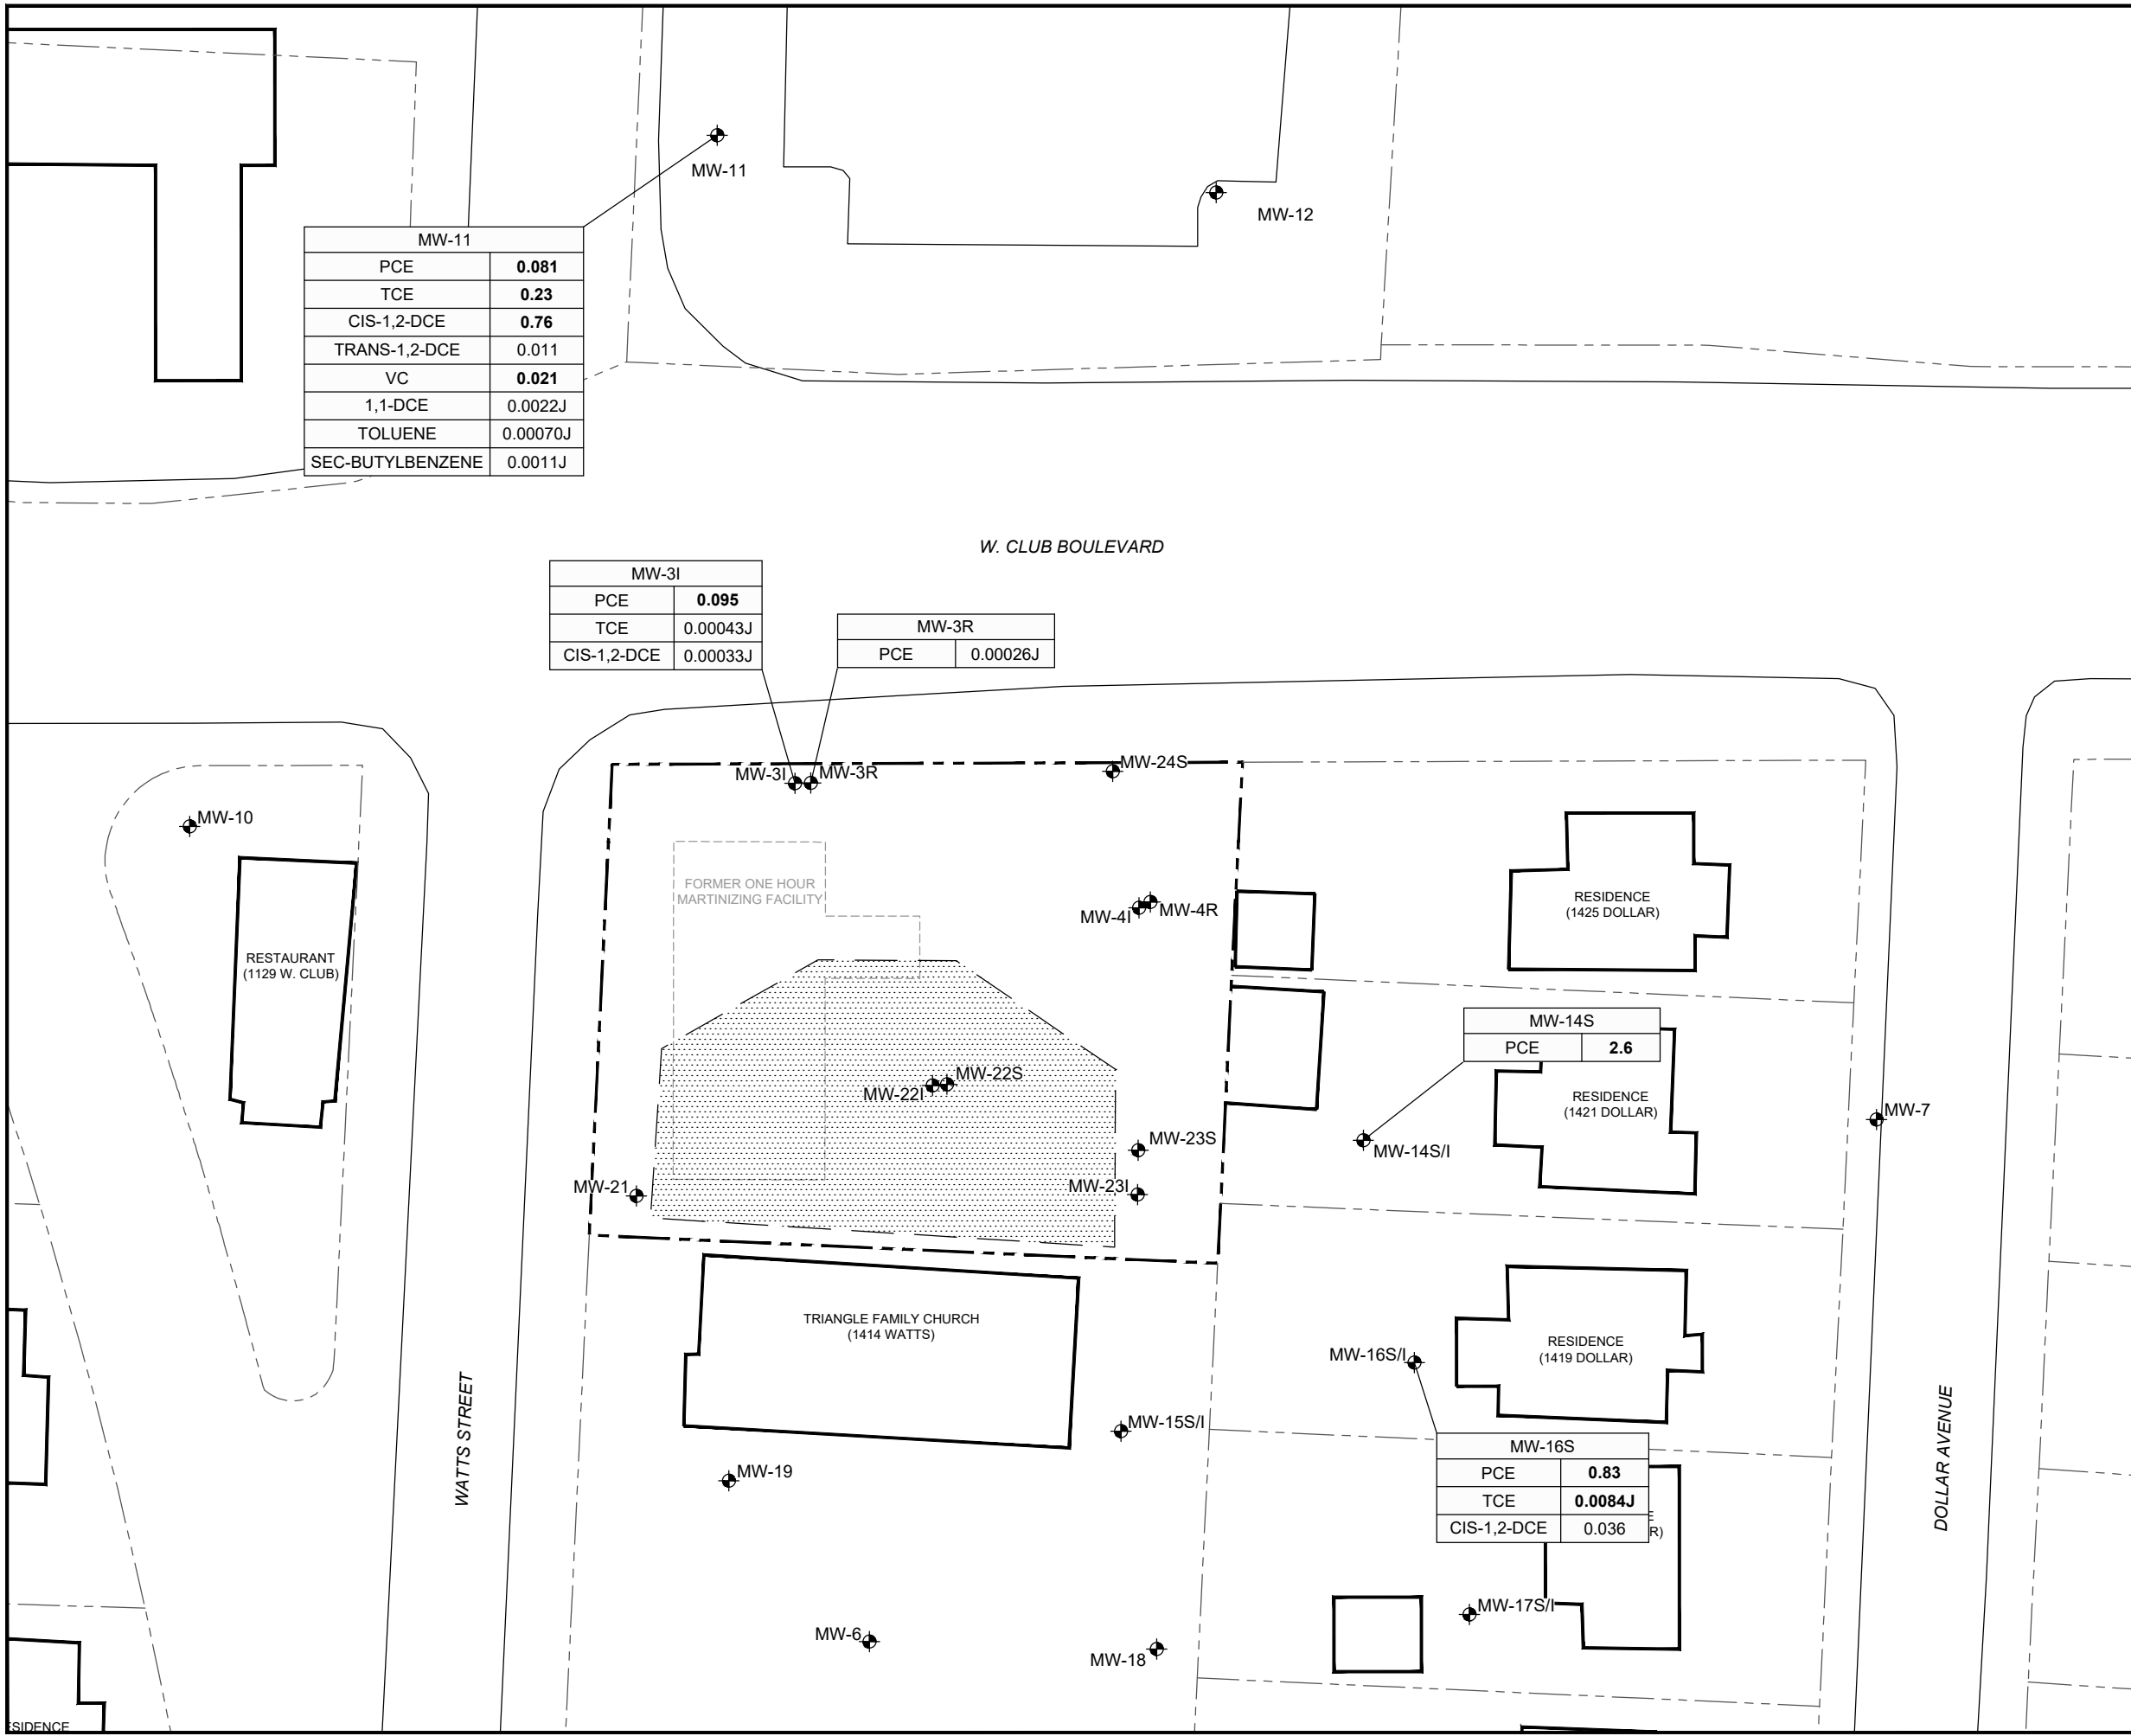 MW-11
MW-12
MW-11
PCE 0.081
TCE 0.23
CIS-1,2-DCE 0.76
TRANS-1,2-DCE 0.011
VC 0.021
1,1-DCE 0.0022J
TOLUENE 0.00070J
SEC-BUTYLBENZENE 0.0011J
W. CLUB BOULEVARD
MW-3I
PCE 0.095
TCE 0.00043J
CIS-1,2-DCE 0.00033J
MW-3R
PCE 0.00026J
MW-3I
MW-3R
MW-24S
MW-10
FORMER ONE HOUR
MARTINIZING FACILITY
MW-4I
MW-4R
RESIDENCE
(1425 DOLLAR)
RESTAURANT
(1129 W. CLUB)
MW-14S
PCE 2.6
MW-22S
MW-22I
RESIDENCE
(1421 DOLLAR)
MW-7
MW-23S
MW-14S/I
MW-21
MW-23I
TRIANGLE FAMILY CHURCH
(1414 WATTS)
RESIDENCE
(1419 DOLLAR)
MW-16S/I
WATTS STREET
DOLLAR AVENUE
MW-15S/I
MW-19
MW-16S
PCE 0.83
TCE 0.0084J
CIS-1,2-DCE 0.036
E
R)
MW-17S/I
MW-6
MW-18
ESIDENCE